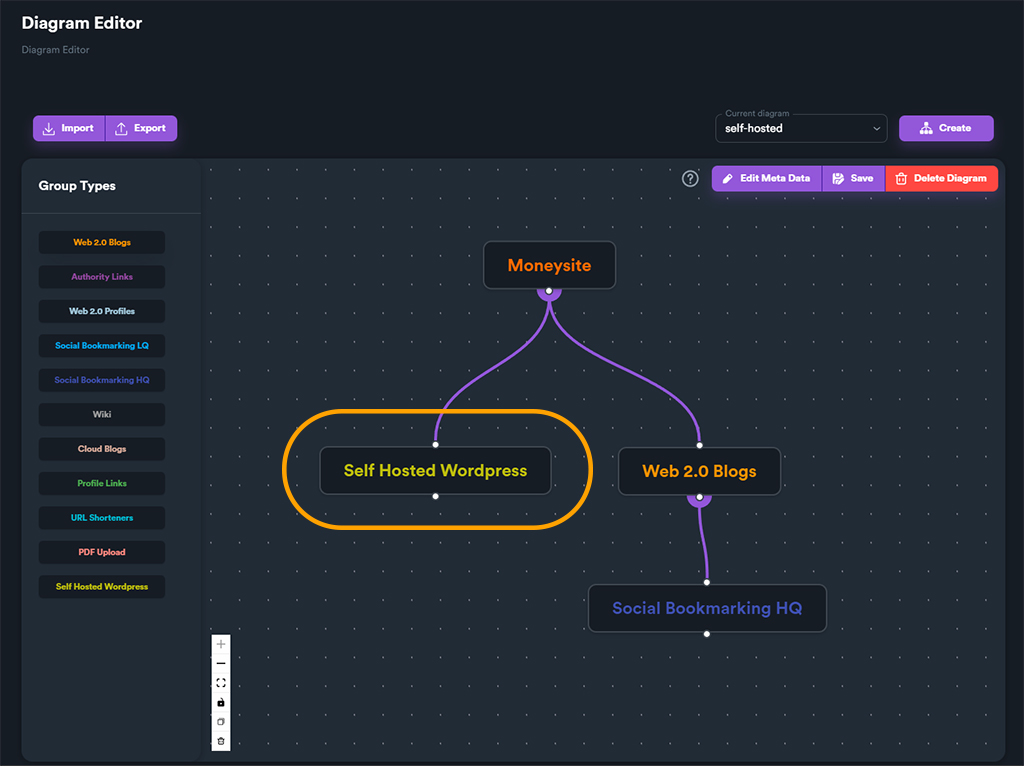 Diagram Editor
Diagram Editor
Import
Export
Current diagram
self-hosted
Create
Group Types
Edit Meta Data
Save
Delete Diagram
Web 2.0 Blogs
Authority Links
Web 2.0 Profiles
Social Bookmarking LQ
Social Bookmarking HQ
Wiki
Cloud Blogs
Profile Links
URL Shorteners
PDF Upload
Self Hosted Wordpress
Moneysite
Self Hosted Wordpress
Web 2.0 Blogs
Social Bookmarking HQ